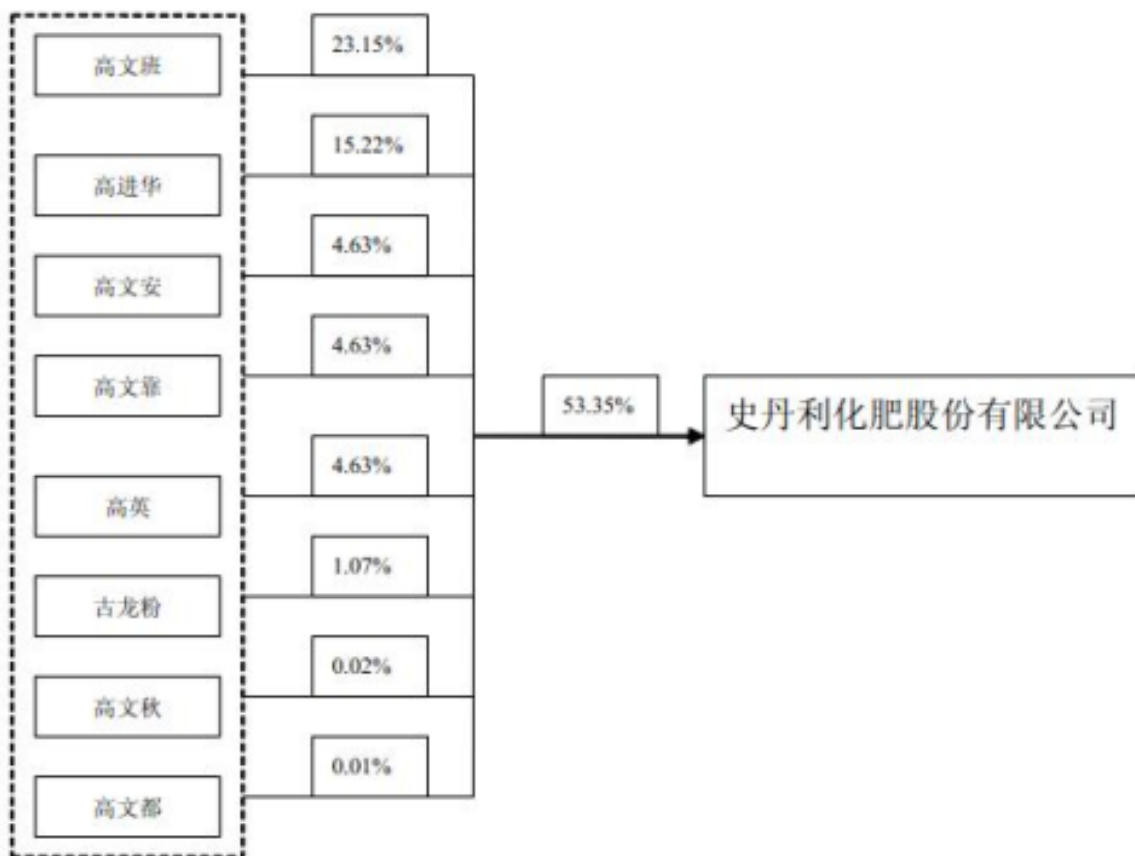 高文班
23.15%
高进华
15.22%
高文安
4.63%
高文靠
4.63%
53.35%
史丹利化肥股份有限公司
高英
4.63%
古龙粉
1.07%
高文秋
0.02%
高文都
0.01%